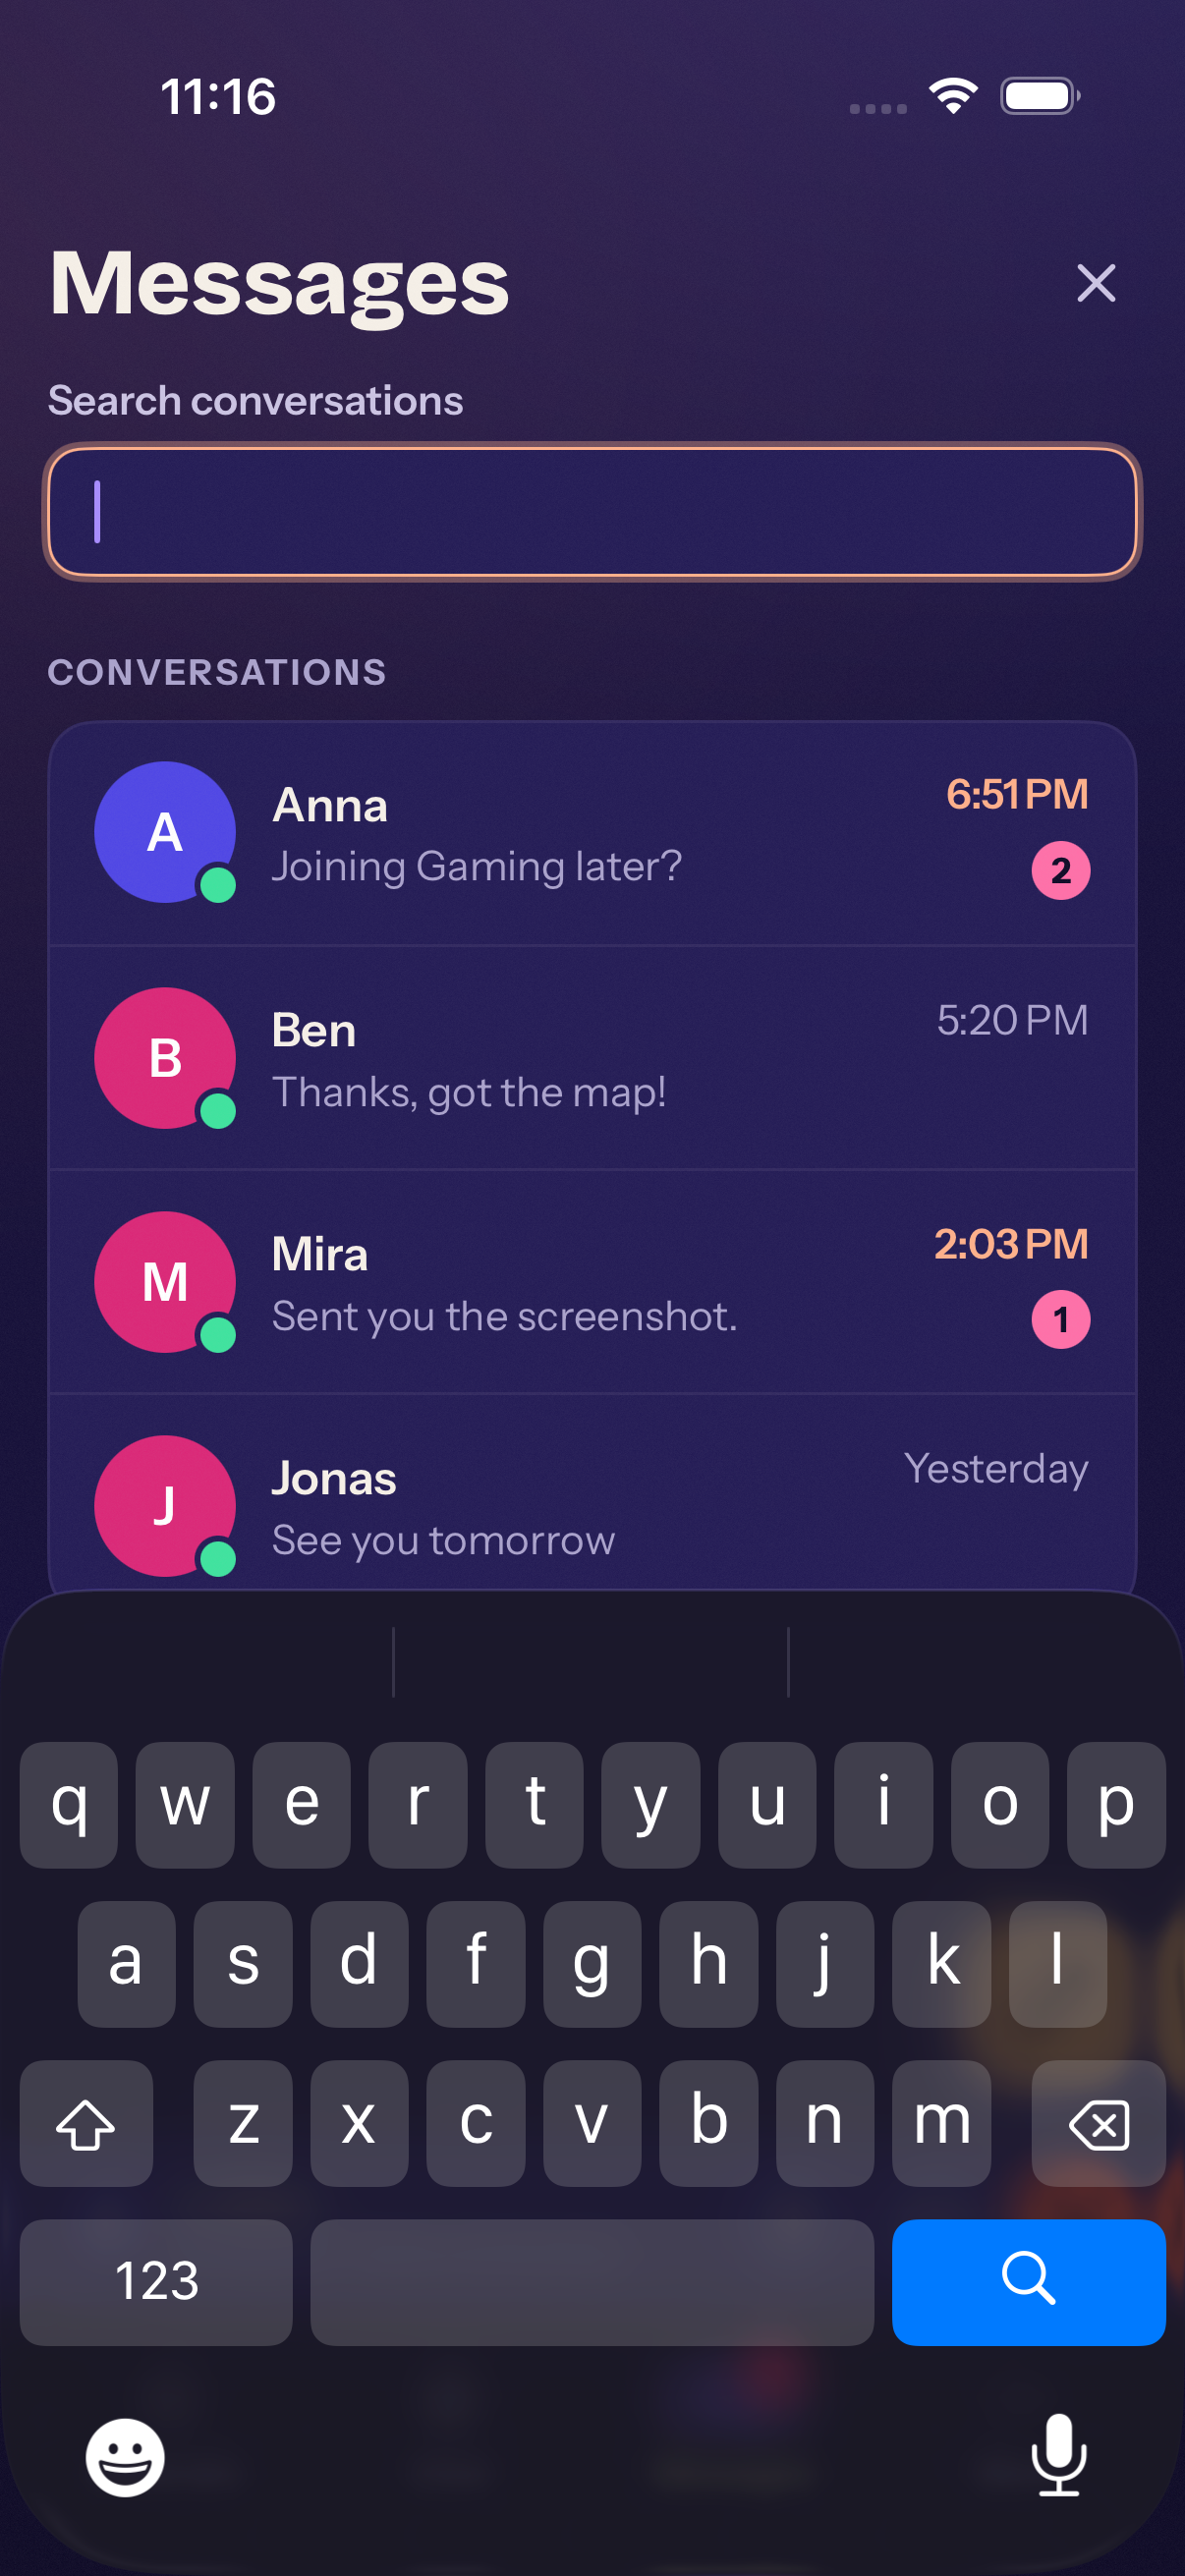 11:16
Messages
Search conversations
CONVERSATIONS
A
Anna
6:51 PM
Joining Gaming later?
2
B
Ben
5:20 PM
Thanks, got the map!
M
Mira
2:03 PM
Sent you the screenshot.
1
J
Jonas
Yesterday
See you tomorrow
q w e r t y u i o p
a s d f g h j k l
z x c v b n m
123